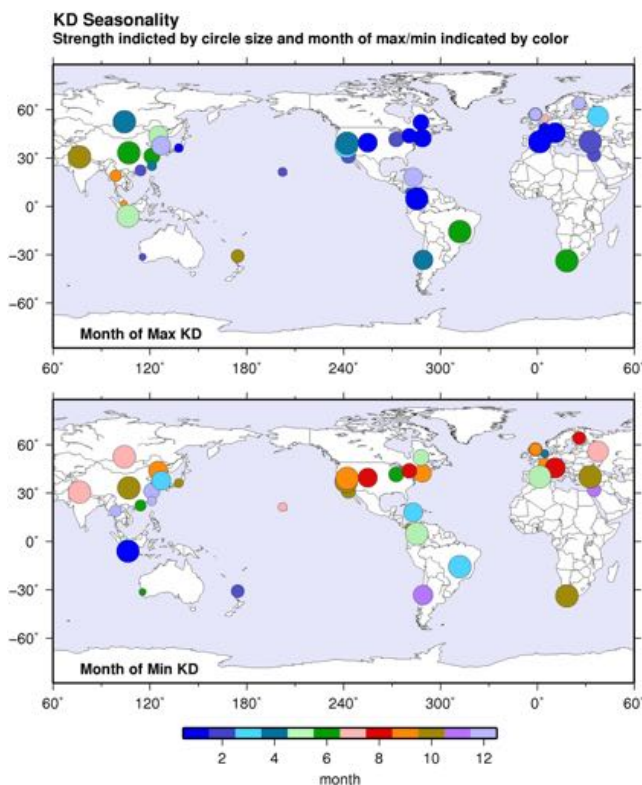 KD Seasonality
Strength indicted by circle size and month of max/min indicated by color
60˚
30˚
0˚
−30˚
−60˚
Month of Max KD
60˚ 120˚ 180˚ 240˚ 300˚ 0˚ 60˚
60˚
30˚
0˚
−30˚
−60˚
Month of Min KD
60˚ 120˚ 180˚ 240˚ 300˚ 0˚ 60˚
2 4 6 8 10 12
month